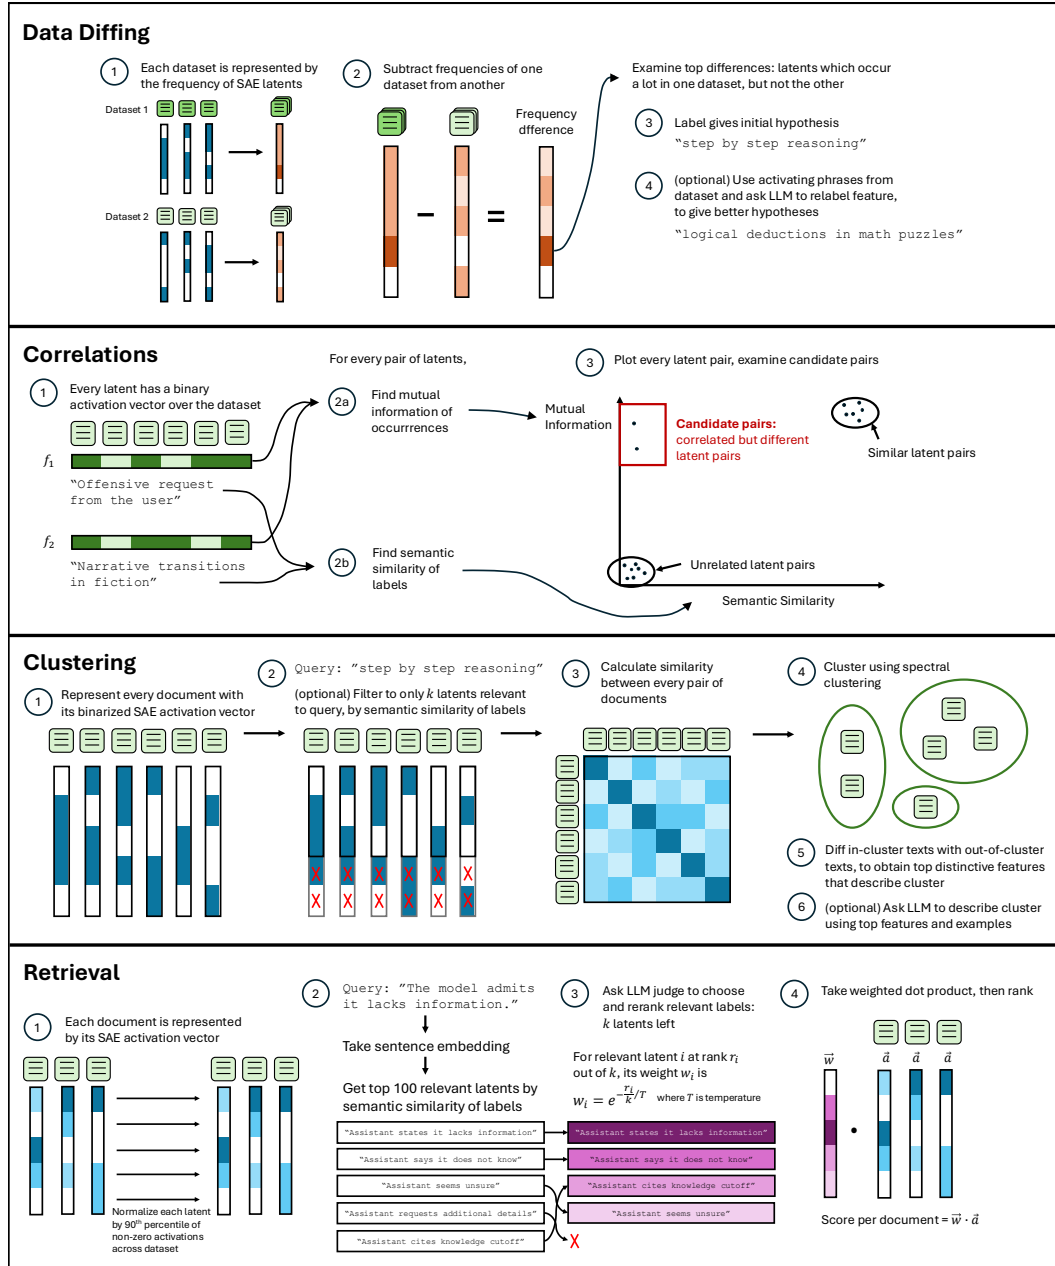 Data Diffing
1
Each dataset is represented by
the frequency of SAE latents
Dataset 1
Dataset 2
2
Subtract frequencies of one
dataset from another
Frequency
dfference
Examine top differences: latents which occur
a lot in one dataset, but not the other
3
Label gives initial hypothesis
“step by step reasoning”
4
(optional) Use activating phrases from
dataset and ask LLM to relabel feature,
to give better hypotheses
“logical deductions in math puzzles”
Correlations
1
Every latent has a binary
activation vector over the dataset
f₁
“Offensive request
from the user”
f₂
“Narrative transitions
in fiction”
For every pair of latents,
2a
Find mutual
information of
occurrrences
2b
Find semantic
similarity of
labels
3
Plot every latent pair, examine candidate pairs
Mutual
Information
Candidate pairs:
correlated but different
latent pairs
Similar latent pairs
Unrelated latent pairs
Semantic Similarity
Clustering
1
Represent every document with
its binarized SAE activation vector
2
Query: “step by step reasoning”
(optional) Filter to only k latents relevant
to query, by semantic similarity of labels
3
Calculate similarity
between every pair of
documents
4
Cluster using spectral
clustering
5
Diff in-cluster texts with out-of-cluster
texts, to obtain top distinctive features
that describe cluster
6
(optional) Ask LLM to describe cluster
using top features and examples
Retrieval
1
Each document is represented
by its SAE activation vector
Normalize each latent
by 90th percentile of
non-zero activations
across dataset
2
Query: “The model admits
it lacks information.”
Take sentence embedding
Get top 100 relevant latents by
semantic similarity of labels
“Assistant states it lacks information”
“Assistant says it does not know”
“Assistant seems unsure”
“Assistant requests additional details”
“Assistant cites knowledge cutoff”
3
Ask LLM judge to choose
and rerank relevant labels:
k latents left
For relevant latent i at rank rᵢ
out of k, its weight wᵢ is
wᵢ = e^(−(rᵢ/k)/T) where T is temperature
“Assistant states it lacks information”
“Assistant says it does not know”
“Assistant cites knowledge cutoff”
“Assistant seems unsure”
4
Take weighted dot product, then rank
w⃗
a⃗ a⃗ a⃗
Score per document = w⃗ · a⃗